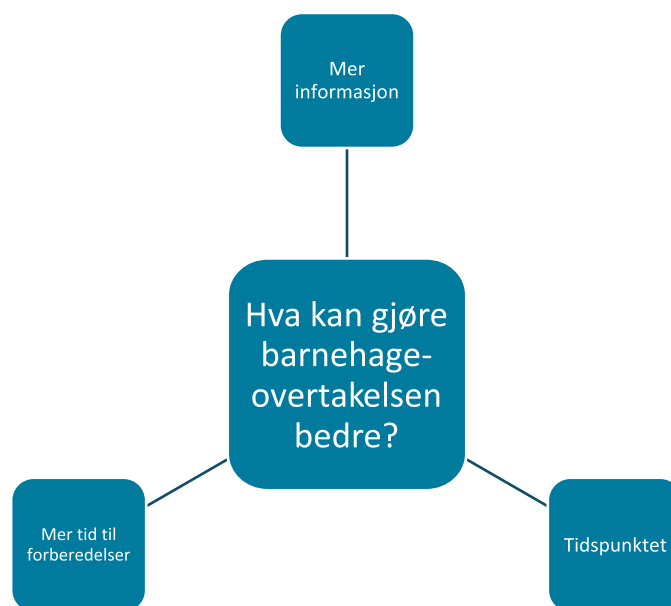 Mer
informasjon
Hva kan gjøre
barnehage-
overtakelsen
bedre?
Mer tid til
forberedelser
Tidspunktet